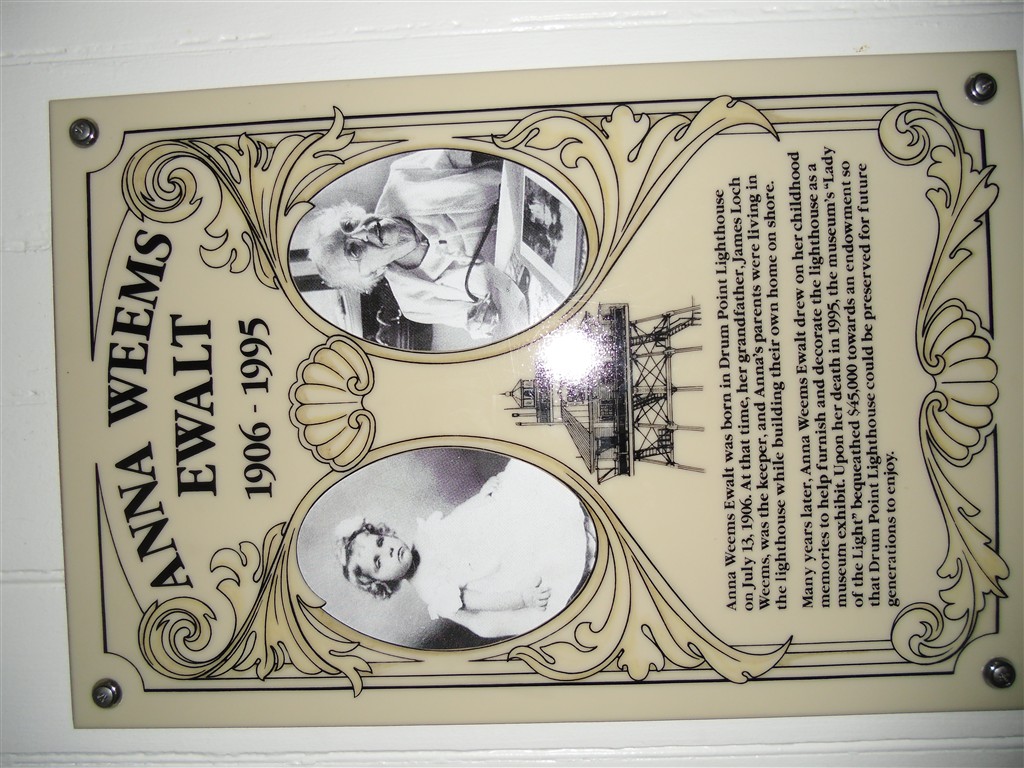 ANNA WEEMS
EWALT
1906 - 1995
Anna Weems Ewalt was born in Drum Point Lighthouse
on July 13, 1906. At that time, her grandfather, James Loch
Weems, was the keeper, and Anna's parents were living in
the lighthouse while building their own home on shore.
Many years later, Anna Weems Ewalt drew on her childhood
memories to help furnish and decorate the lighthouse as a
museum exhibit. Upon her death in 1995, the museum's "Lady
of the Light" bequeathed $45,000 towards an endowment so
that Drum Point Lighthouse could be preserved for future
generations to enjoy.